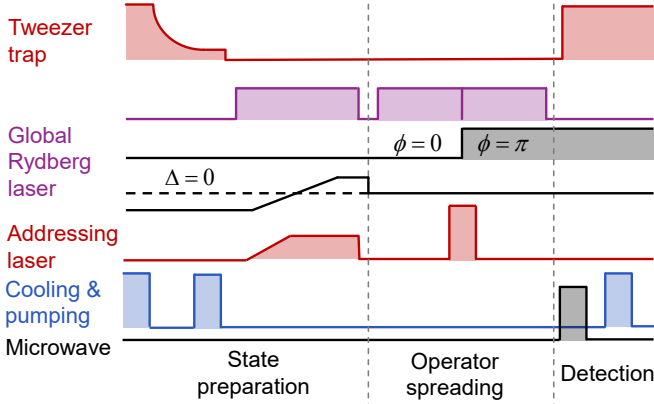 Tweezer
trap
Global
Rydberg
laser
ϕ = 0
ϕ = π
Δ = 0
Addressing
laser
Cooling &
pumping
Microwave
State
preparation
Operator
spreading
Detection